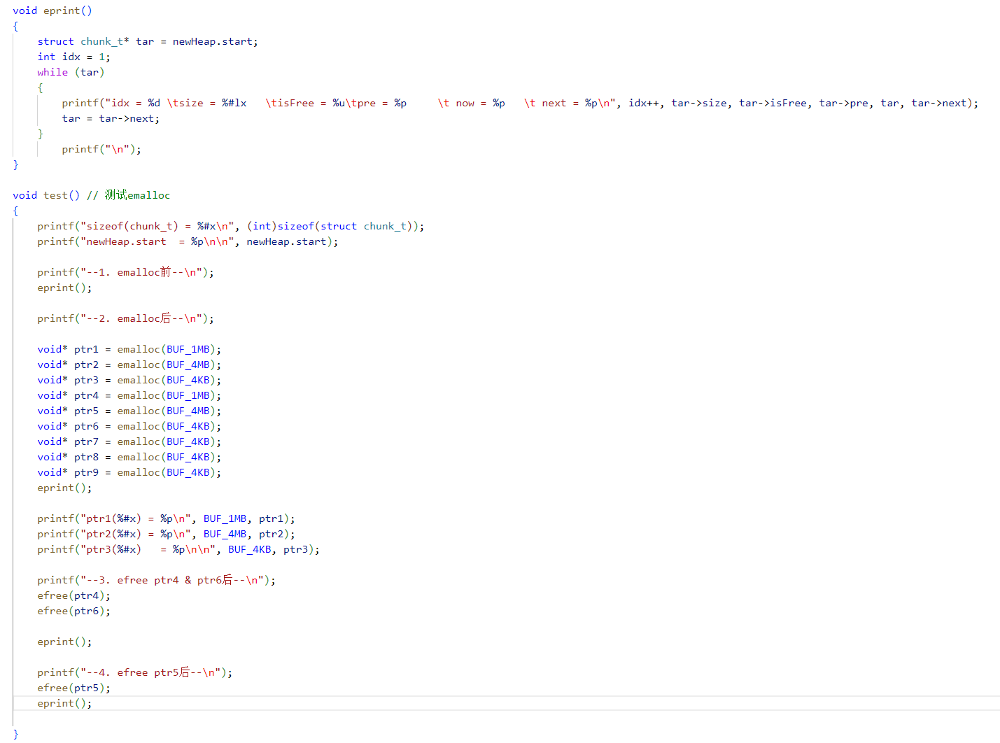 void eprint()
{
    struct chunk_t* tar = newHeap.start;
    int idx = 1;
    while (tar)
    {
        printf("idx = %d \tsize = %#lx   \tisFree = %u\tpre = %p     \t now = %p   \t next = %p\n", idx++, tar->size, tar->isFree, tar->pre, tar, tar->next);
        tar = tar->next;
    }
        printf("\n");
}

void test() // 测试emalloc
{
    printf("sizeof(chunk_t) = %#x\n", (int)sizeof(struct chunk_t));
    printf("newHeap.start  = %p\n\n", newHeap.start);

    printf("--1. emalloc前--\n");
    eprint();

    printf("--2. emalloc后--\n");

    void* ptr1 = emalloc(BUF_1MB);
    void* ptr2 = emalloc(BUF_4MB);
    void* ptr3 = emalloc(BUF_4KB);
    void* ptr4 = emalloc(BUF_1MB);
    void* ptr5 = emalloc(BUF_4MB);
    void* ptr6 = emalloc(BUF_4KB);
    void* ptr7 = emalloc(BUF_4KB);
    void* ptr8 = emalloc(BUF_4KB);
    void* ptr9 = emalloc(BUF_4KB);
    eprint();

    printf("ptr1(%#x) = %p\n", BUF_1MB, ptr1);
    printf("ptr2(%#x) = %p\n", BUF_4MB, ptr2);
    printf("ptr3(%#x)   = %p\n\n", BUF_4KB, ptr3);

    printf("--3. efree ptr4 & ptr6后--\n");
    efree(ptr4);
    efree(ptr6);

    eprint();

    printf("--4. efree ptr5后--\n");
    efree(ptr5);
    eprint();

}